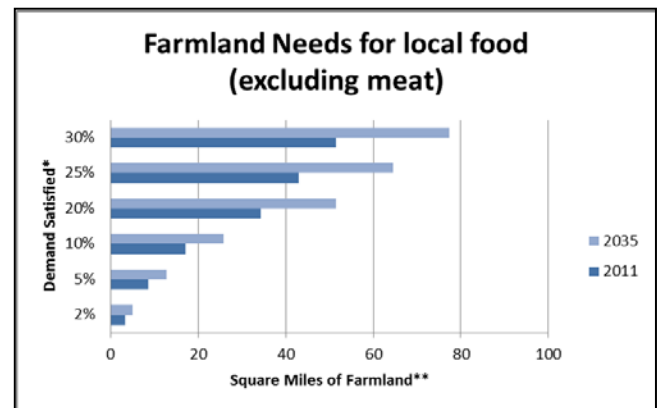 Farmland Needs for local food
(excluding meat)
Demand Satisfied*
30%
25%
20%
10%
5%
2%
0 20 40 60 80 100
Square Miles of Farmland**
2035
2011